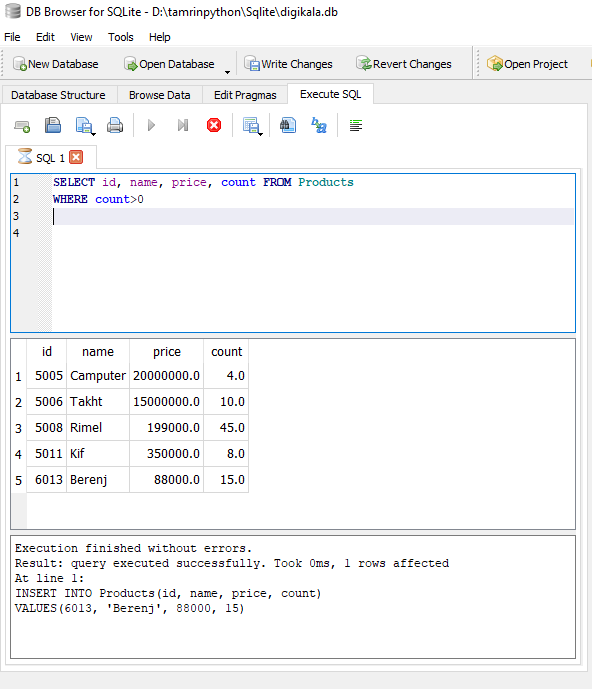 DB Browser for SQLite - D:\tamrinpython\Sqlite\digikala.db
File Edit View Tools Help
New Database Open Database Write Changes Revert Changes Open Project
Database Structure Browse Data Edit Pragmas Execute SQL
SQL 1
1 SELECT id, name, price, count FROM Products
2 WHERE count>0
3
4
id name price count
1 5005 Camputer 20000000.0 4.0
2 5006 Takht 15000000.0 10.0
3 5008 Rimel 199000.0 45.0
4 5011 Kif 350000.0 8.0
5 6013 Berenj 88000.0 15.0
Execution finished without errors.
Result: query executed successfully. Took 0ms, 1 rows affected
At line 1:
INSERT INTO Products(id, name, price, count)
VALUES(6013, 'Berenj', 88000, 15)